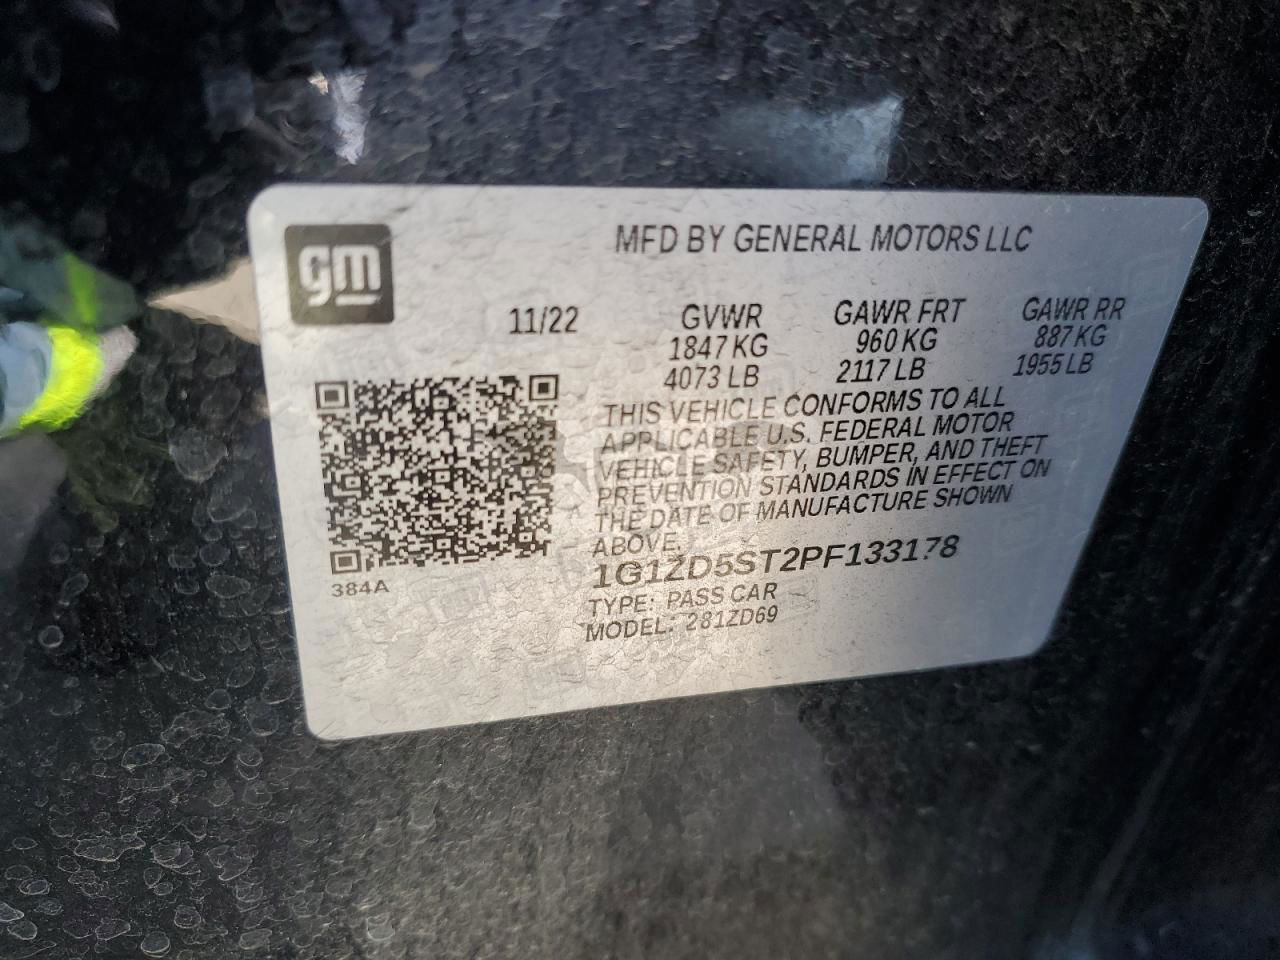 gm
MFD BY GENERAL MOTORS LLC
11/22 GVWR GAWR FRT GAWR RR
1847 KG 960 KG 887 KG
4073 LB 2117 LB 1955 LB
THIS VEHICLE CONFORMS TO ALL
APPLICABLE U.S. FEDERAL MOTOR
VEHICLE SAFETY, BUMPER, AND THEFT
PREVENTION STANDARDS IN EFFECT ON
THE DATE OF MANUFACTURE SHOWN
ABOVE.
384A
1G1ZD5ST2PF133178
TYPE: PASS CAR
MODEL: 281ZD69